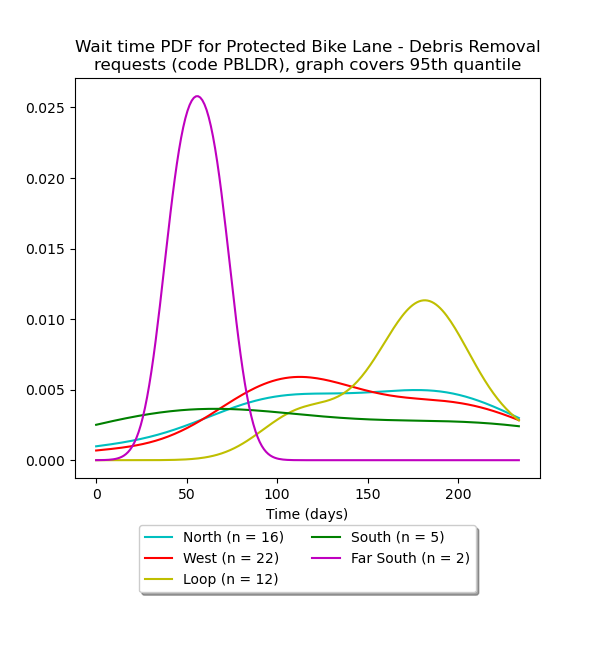 Wait time PDF for Protected Bike Lane - Debris Removal
requests (code PBLDR), graph covers 95th quantile
0.025
0.020
0.015
0.010
0.005
0.000
0 50 100 150 200
Time (days)
North (n = 16)
West (n = 22)
Loop (n = 12)
South (n = 5)
Far South (n = 2)